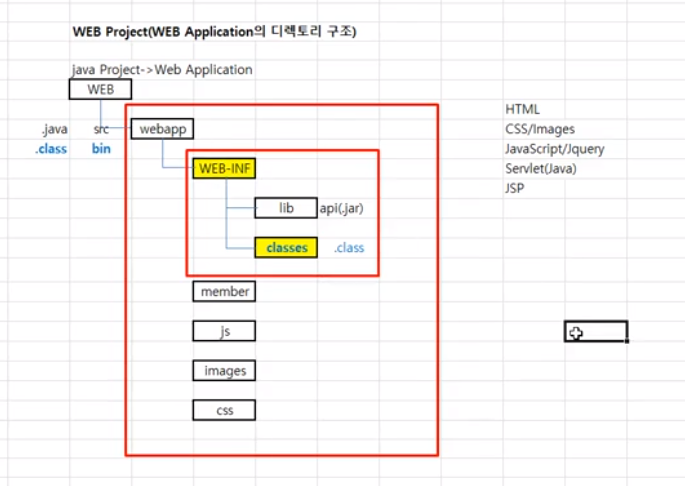 WEB Project(WEB Application의 디렉토리 구조)
java Project->Web Application
WEB
HTML
.java src webapp CSS/Images
.class bin JavaScript/Jquery
WEB-INF Servlet(Java)
JSP
lib api(.jar)
classes .class
member
js
images
css